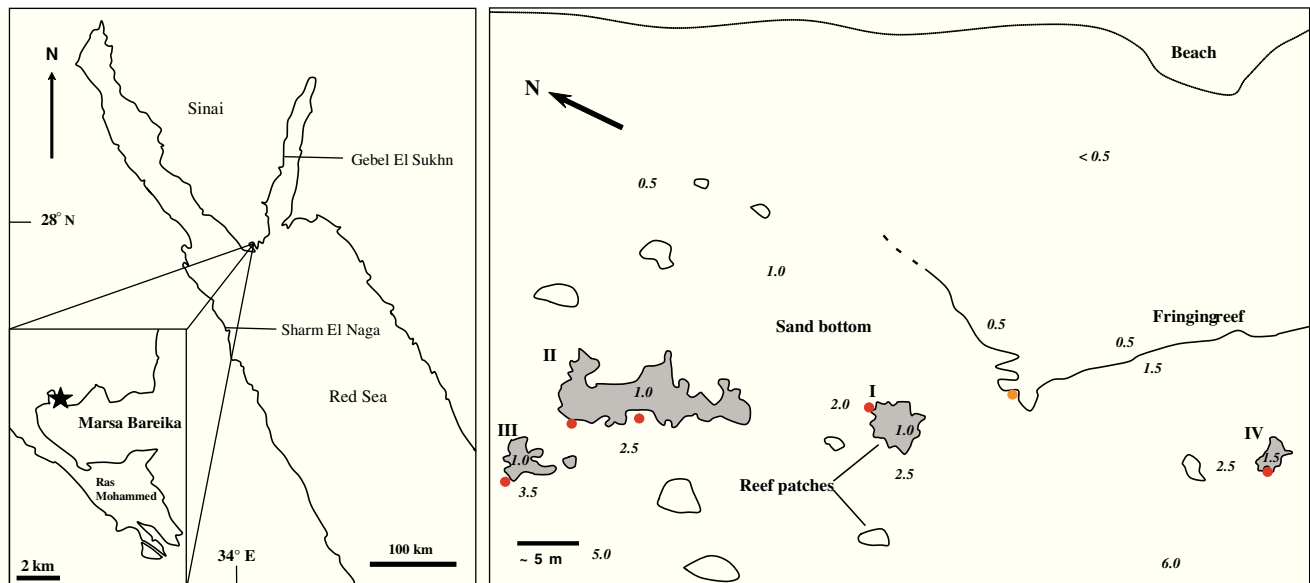 N
Sinai
Gebel El Sukhn
28° N
Sharm El Naga
Red Sea
Marsa Bareika
Ras
Mohammed
2 km
34° E
100 km
Beach
N
< 0.5
0.5
1.0
Sand bottom
0.5
Fringingreef
0.5
1.5
II
1.0
I
2.0
1.0
III
2.5
IV
1.0
1.5
2.5
2.5
3.5
Reef patches
~ 5 m
5.0
6.0